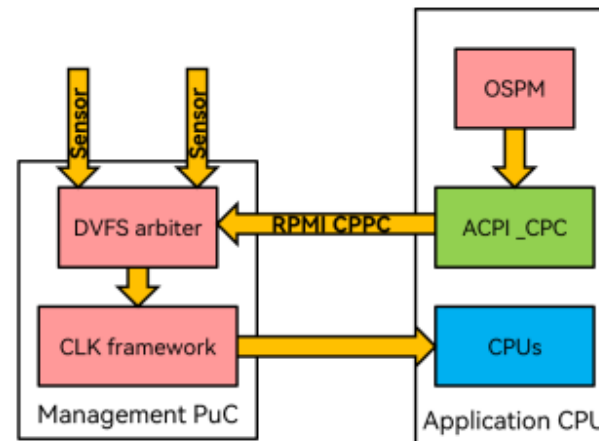 Sensor
Sensor
OSPM
DVFS arbiter
RPMI CPPC
ACPI _CPC
CLK framework
CPUs
Management PuC
Application CPU